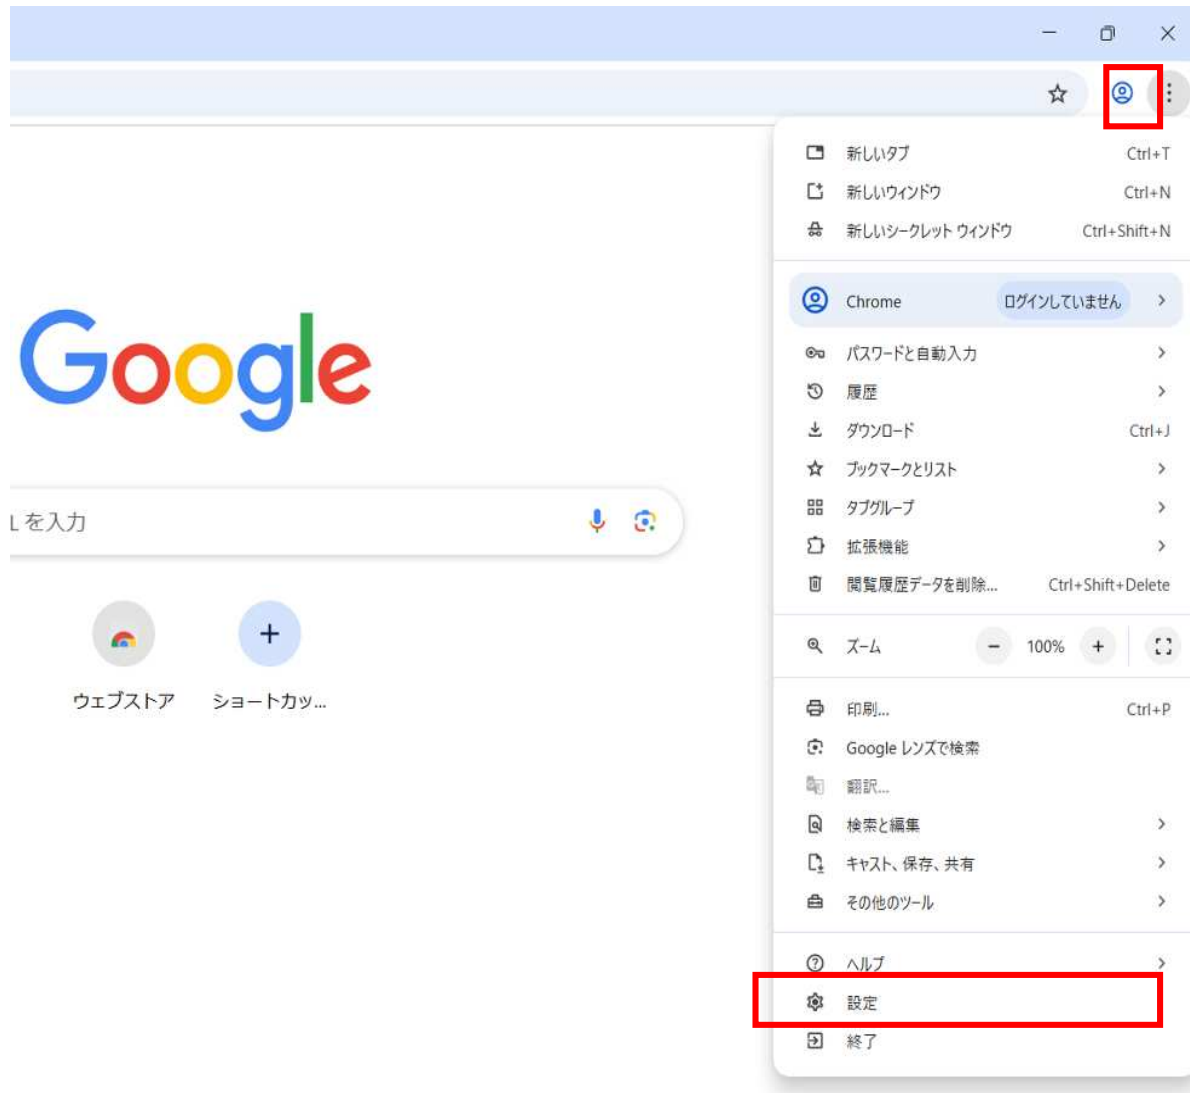 新しいタブ Ctrl+T
新しいウィンドウ Ctrl+N
新しいシークレット ウィンドウ Ctrl+Shift+N
Chrome ログインしていません
パスワードと自動入力
履歴
ダウンロード Ctrl+J
ブックマークとリスト
タブグループ
拡張機能
閲覧履歴データを削除... Ctrl+Shift+Delete
ズーム - 100% +
印刷... Ctrl+P
Google レンズで検索
翻訳...
検索と編集
キャスト、保存、共有
その他のツール
ヘルプ
設定
終了
Google
L を入力
ウェブストア ショートカッ...